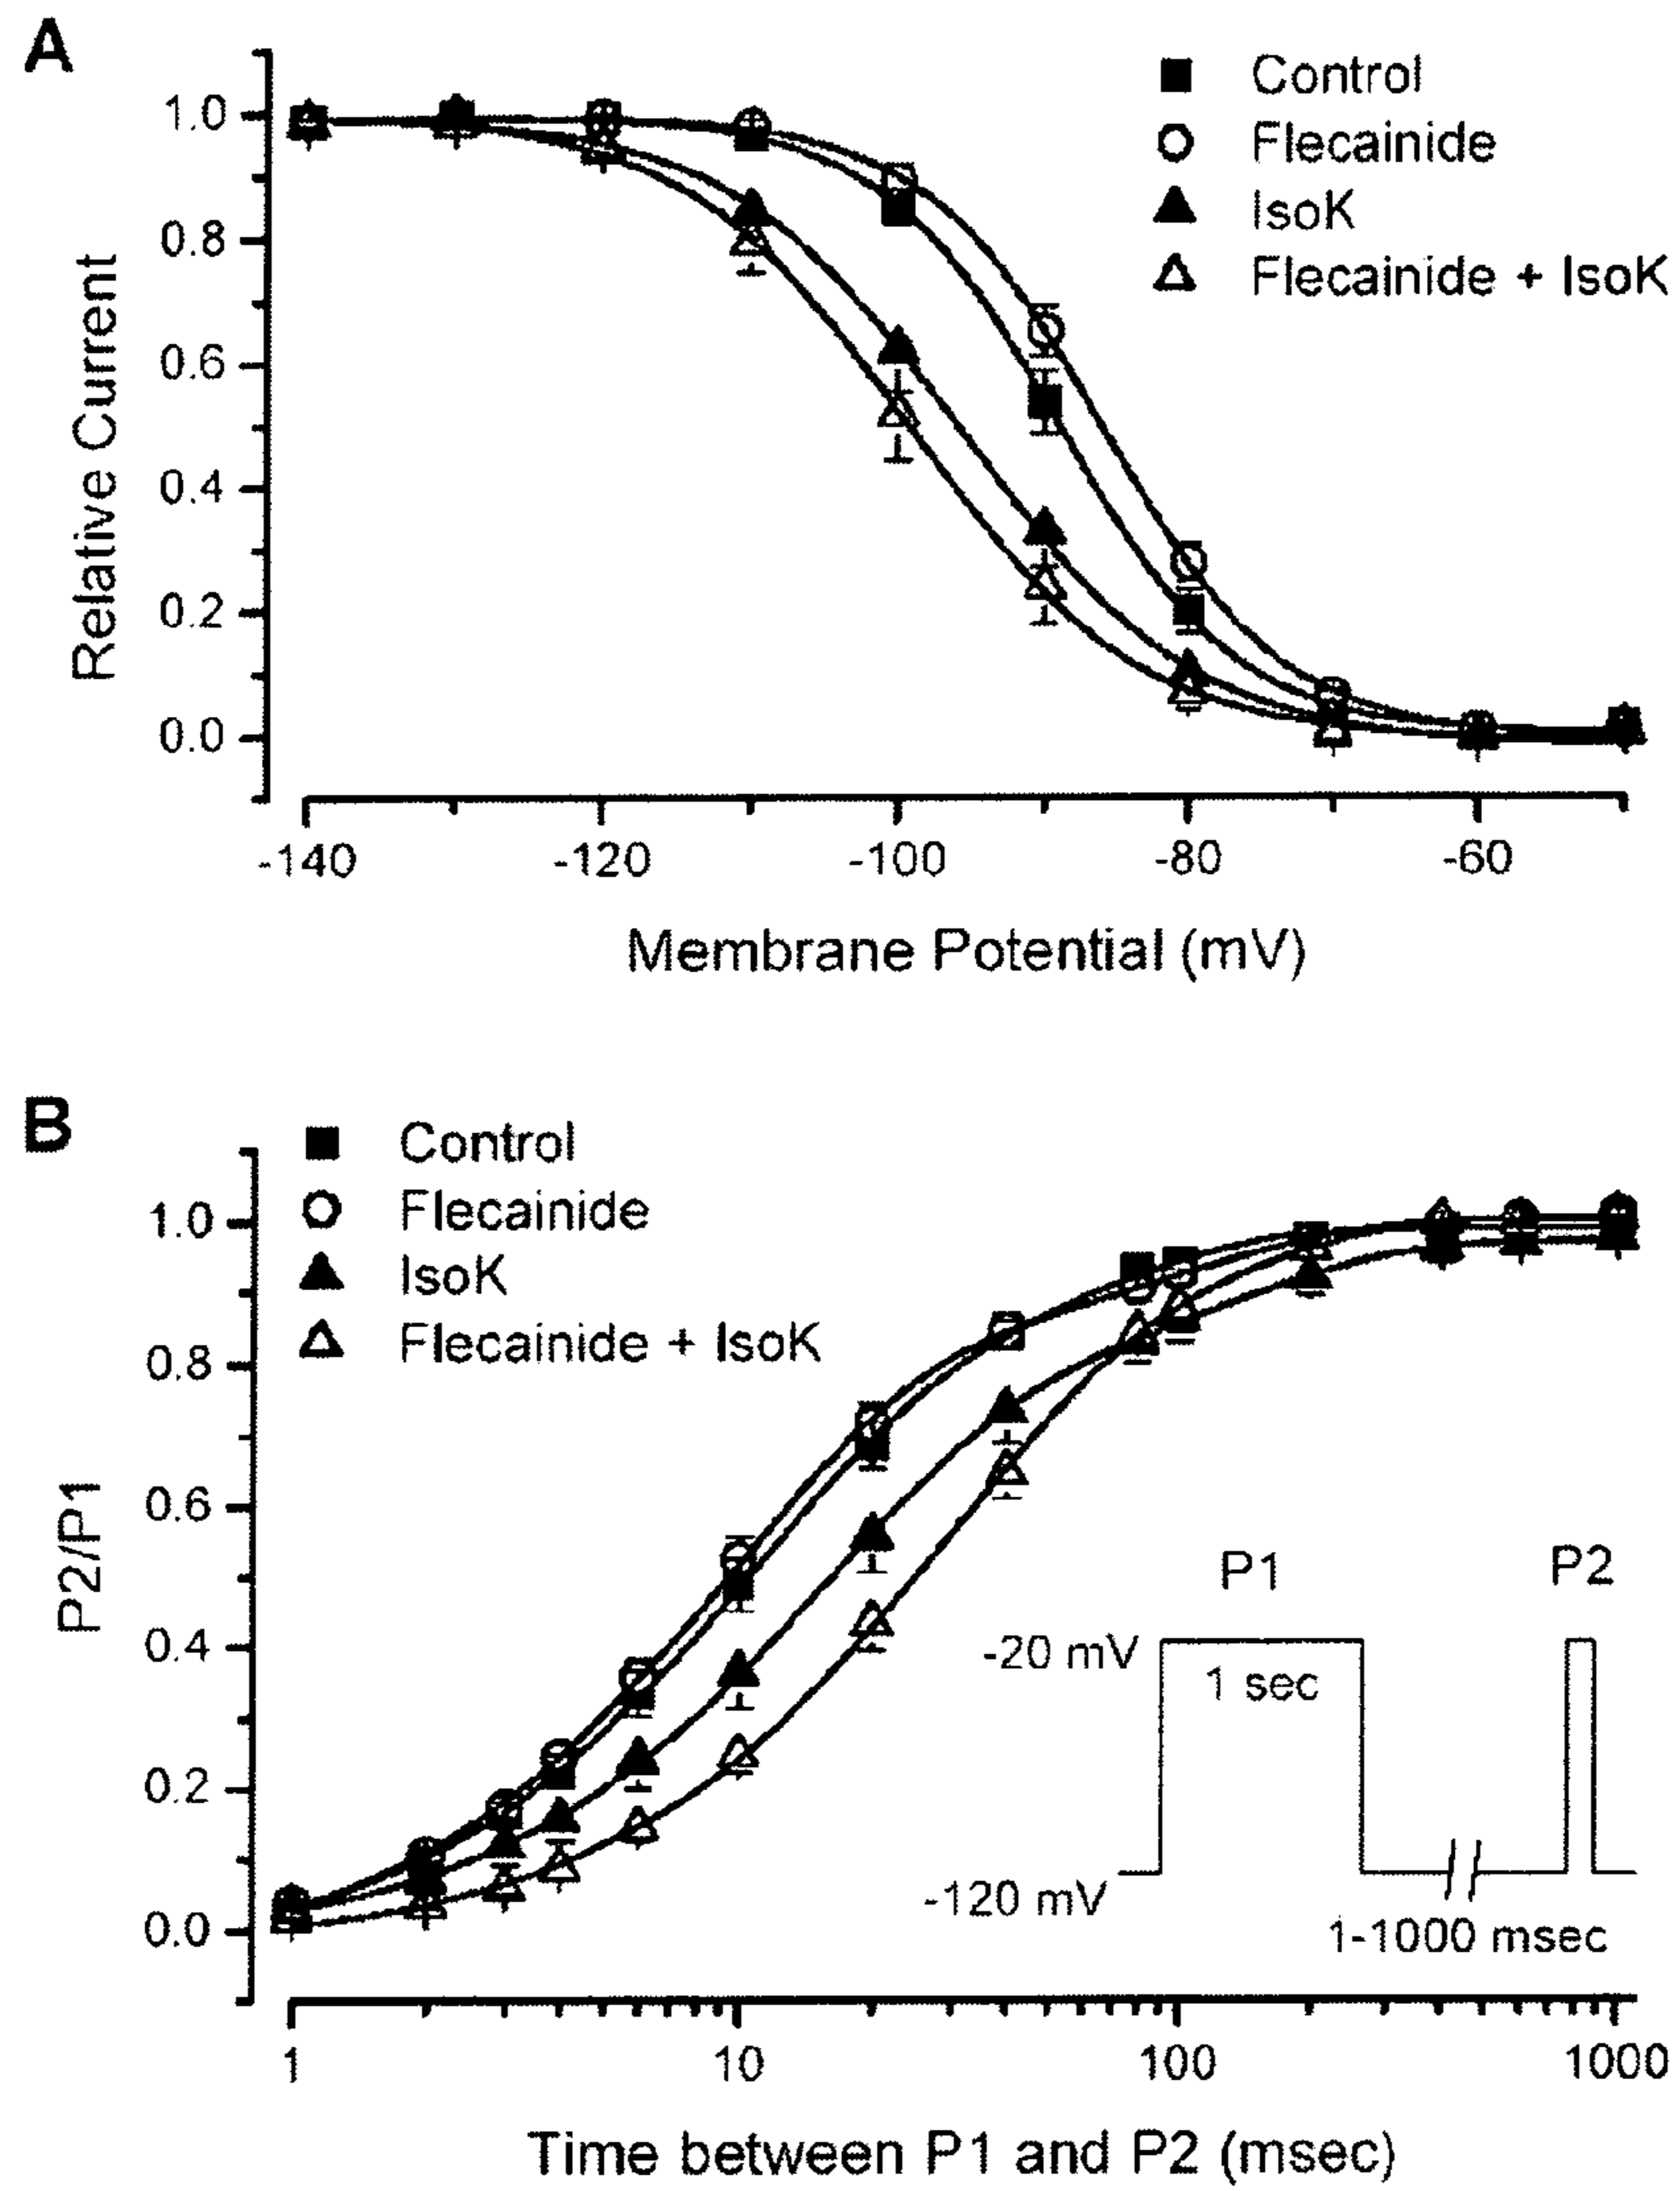 A
Control
Flecainide
IsoK
Flecainide + IsoK
1.0
0.8
0.6
0.4
0.2
0.0
Relative Current
-140
-120
-100
-80
-60
Membrane Potential (mV)
B
Control
Flecainide
IsoK
Flecainide + IsoK
1.0
0.8
0.6
0.4
0.2
0.0
P2/P1
P1
P2
-20 mV
1 sec
-120 mV
1-1000 msec
1
10
100
1000
Time between P1 and P2 (msec)